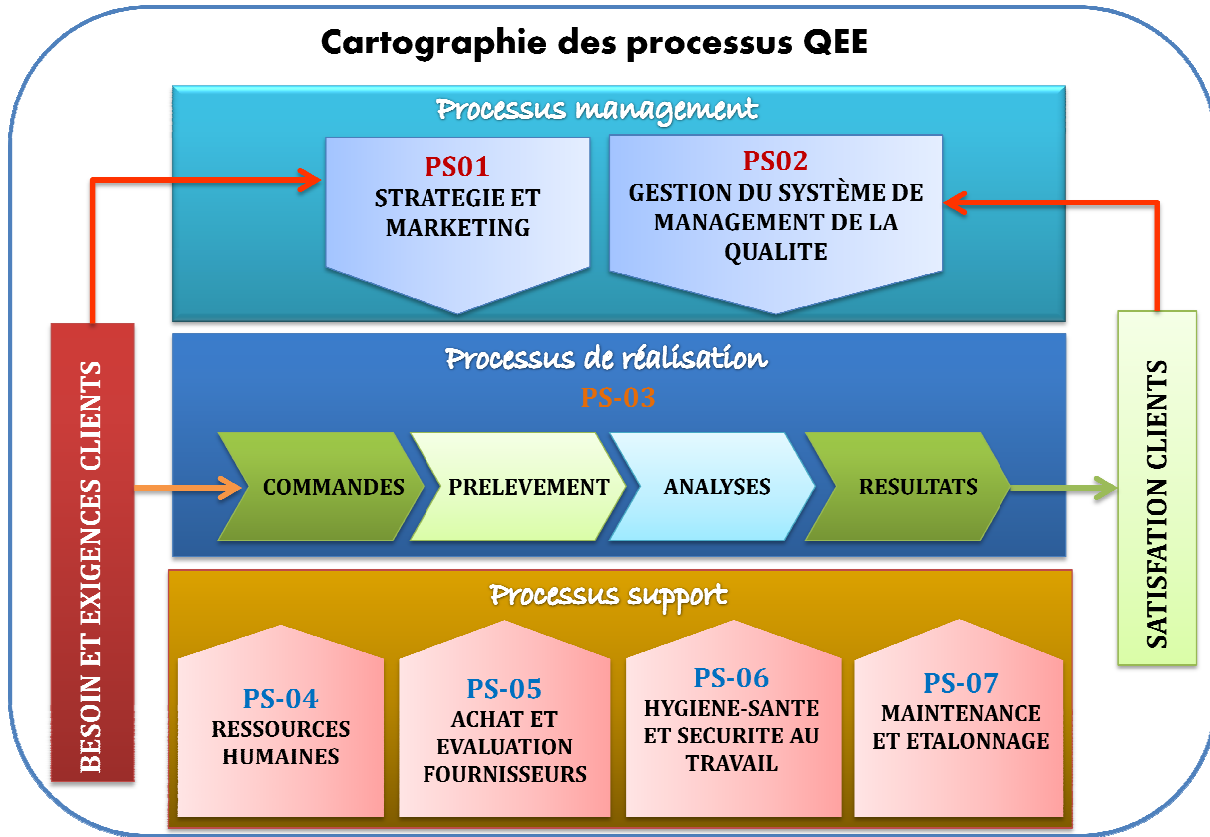 Cartographie des processus QEE
Processus management
PS01
STRATEGIE ET
MARKETING
PS02
GESTION DU SYSTÈME DE
MANAGEMENT DE LA
QUALITE
BESOIN ET EXIGENCES CLIENTS
Processus de réalisation
PS-03
COMMANDES
PRELEVEMENT
ANALYSES
RESULTATS
SATISFATION CLIENTS
Processus support
PS-04
RESSOURCES
HUMAINES
PS-05
ACHAT ET
EVALUATION
FOURNISSEURS
PS-06
HYGIENE-SANTE
ET SECURITE AU
TRAVAIL
PS-07
MAINTENANCE
ET ETALONNAGE